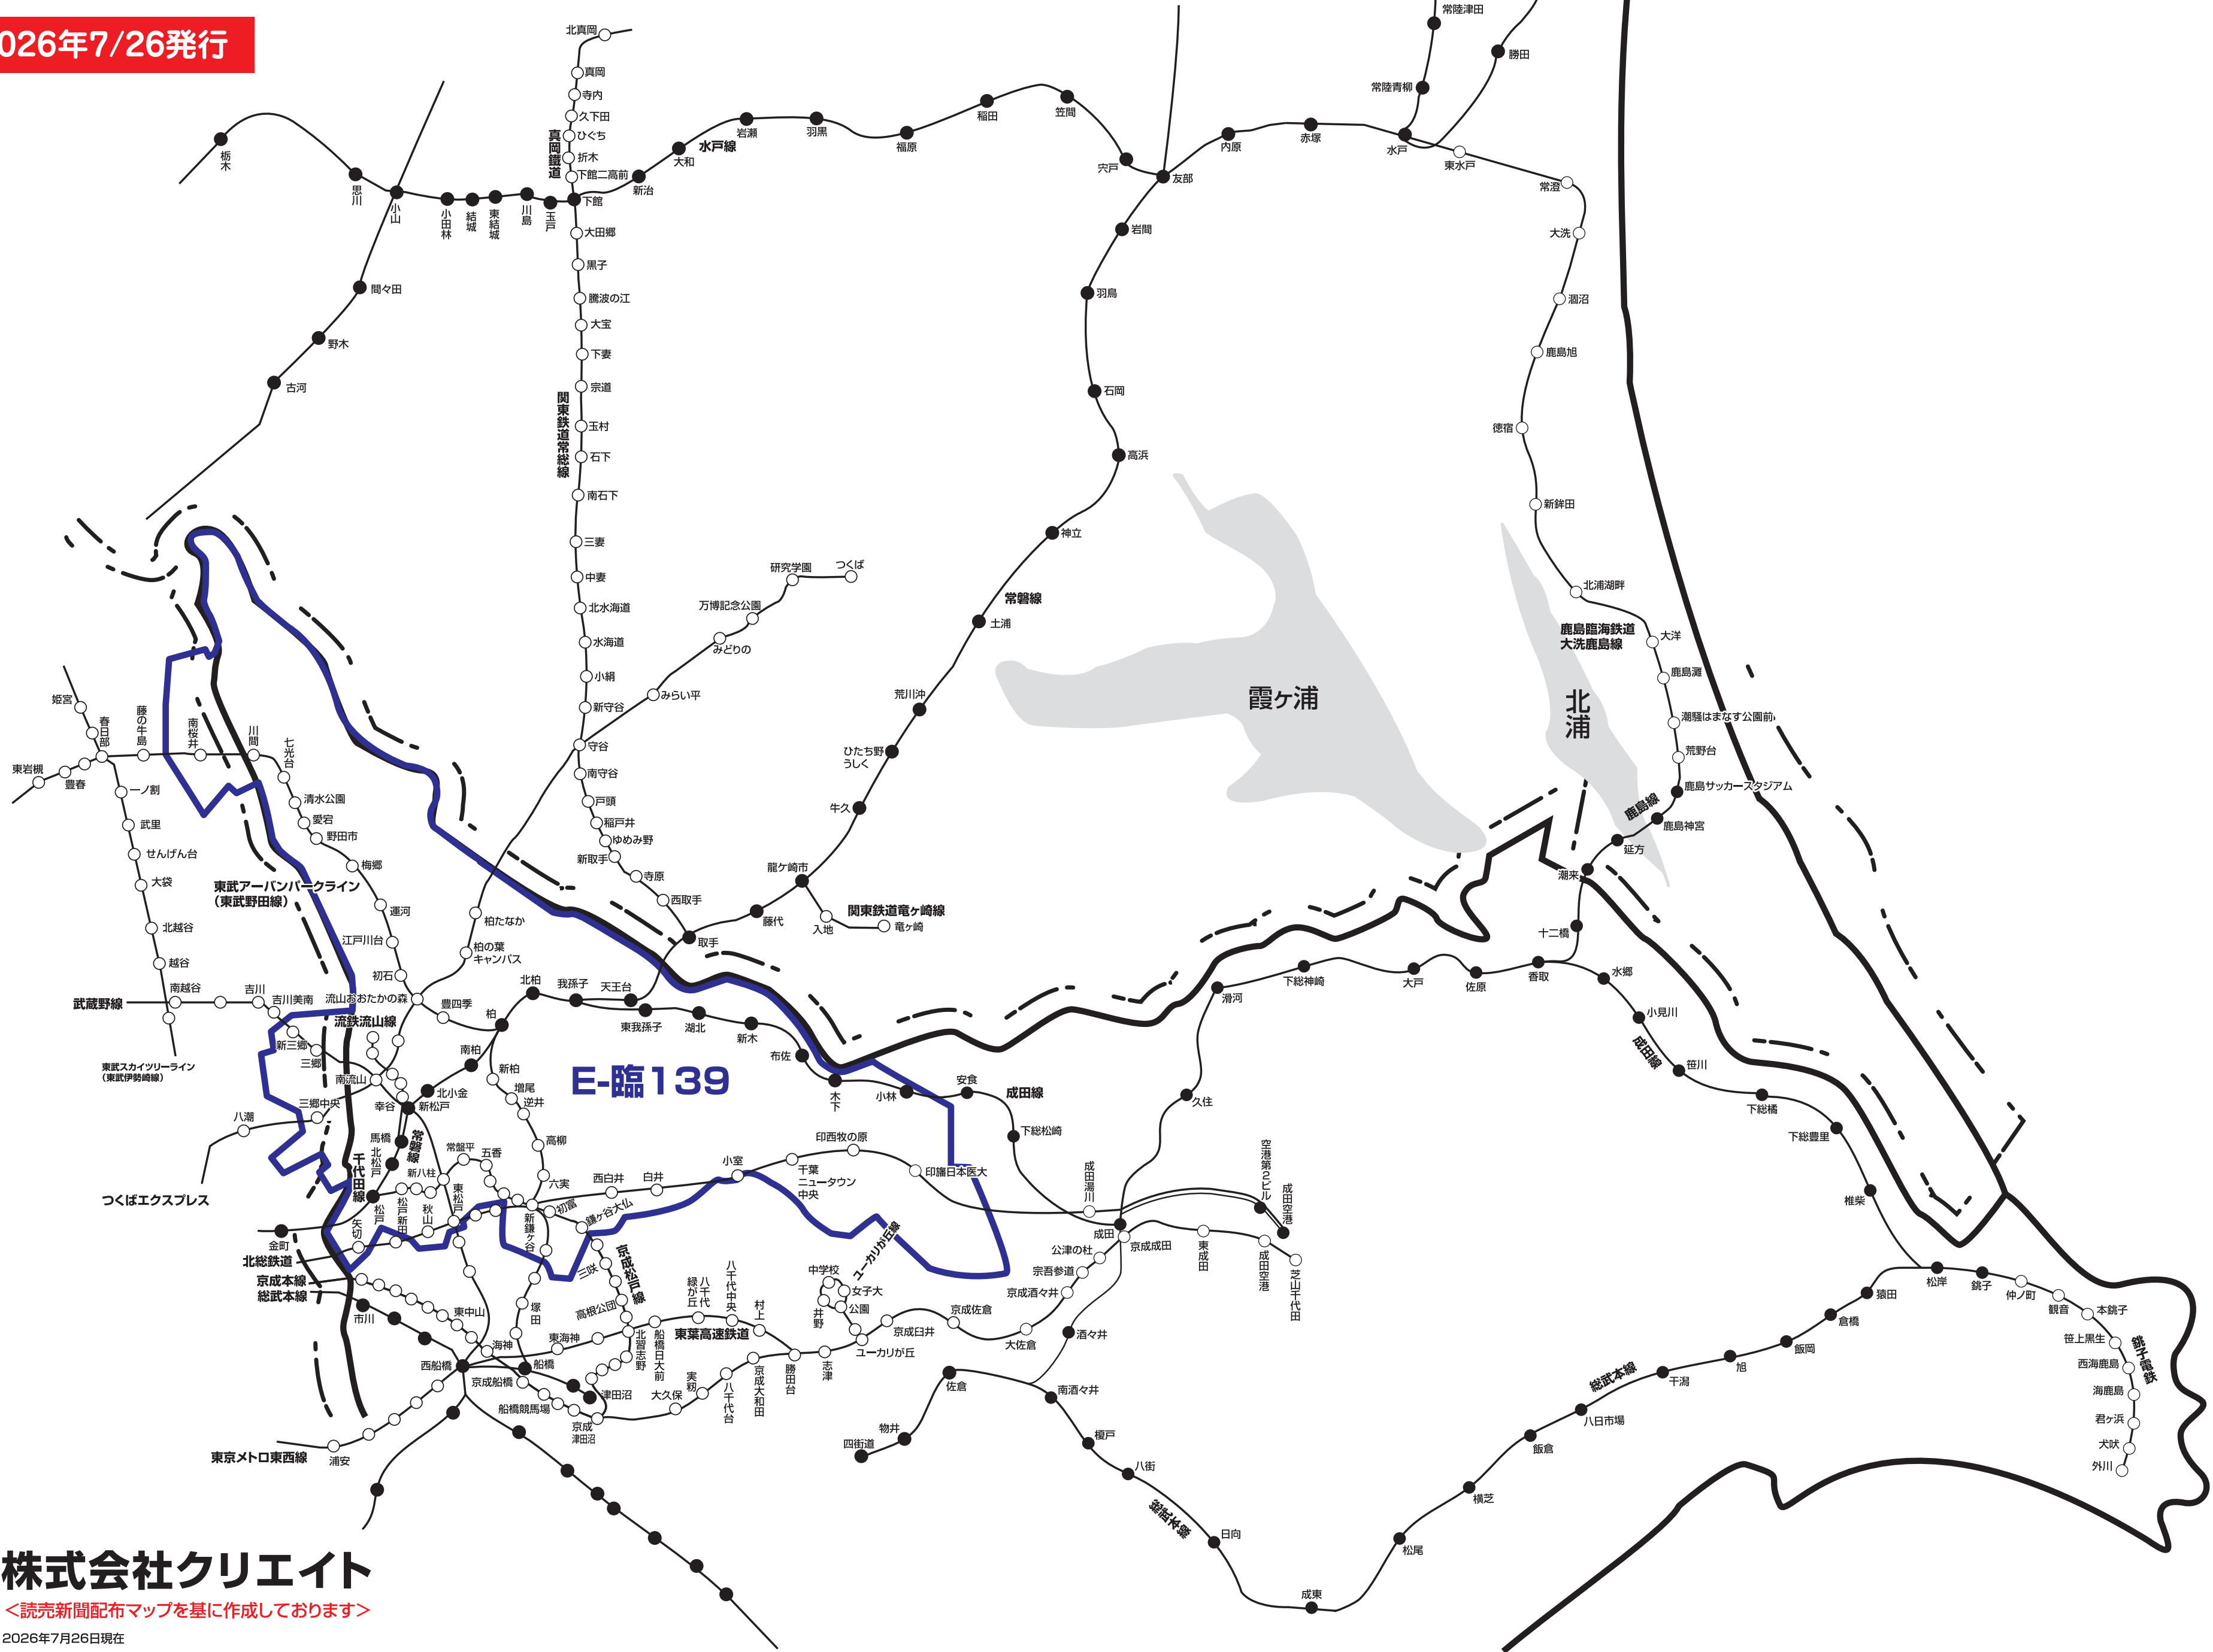 026年7/26発行
北真岡
真岡
寺内
久下田
ひぐち
折木
下館二高前
真岡鐵道
栃木
思川
小山
小田林
結城
東結城
川島
玉戸
下館
新治
大和
水戸線
岩瀬
羽黒
福原
稲田
笠間
宍戸
友部
内原
赤塚
水戸
常陸青柳
常陸津田
勝田
東水戸
常澄
大洗
涸沼
鹿島旭
徳宿
新鉾田
北浦湖畔
鹿島臨海鉄道
大洗鹿島線
大洋
鹿島灘
潮騒はまなす公園前
荒野台
鹿島サッカースタジアム
鹿島線
鹿島神宮
延方
潮来
十二橋
間々田
野木
古河
大田郷
黒子
騰波の江
大宝
下妻
宗道
玉村
石下
南石下
三妻
中妻
北水海道
水海道
小絹
新守谷
守谷
南守谷
戸頭
稲戸井
ゆめみ野
新取手
寺原
西取手
取手
関東鉄道常総線
岩間
羽鳥
石岡
高浜
神立
常磐線
土浦
荒川沖
ひたち野
うしく
牛久
龍ケ崎市
藤代
入地
竜ヶ崎
関東鉄道竜ヶ崎線
つくば
研究学園
万博記念公園
みどりの
みらい平
霞ヶ浦
北浦
姫宮
春日部
藤の牛島
南桜井
川間
七光台
東岩槻
豊春
一ノ割
武里
せんげん台
大袋
北越谷
越谷
南越谷
清水公園
愛宕
野田市
梅郷
運河
江戸川台
初石
流山おおたかの森
東武アーバンパークライン
(東武野田線)
柏たなか
柏の葉
キャンパス
武蔵野線
吉川
吉川美南
新三郷
三郷
流鉄流山線
東武スカイツリーライン
(東武伊勢崎線)
豊四季
柏
北柏
我孫子
天王台
東我孫子
湖北
新木
布佐
木下
小林
安食
成田線
下総松崎
南柏
新柏
増尾
逆井
高柳
六実
北小金
新松戸
幸谷
南流山
三郷中央
八潮
つくばエクスプレス
馬橋
北松戸
常磐線
千代田線
松戸
金町
E-臨139
滑河
下総神崎
大戸
佐原
香取
水郷
小見川
成田線
笹川
下総橘
下総豊里
椎柴
久住
常盤平
五香
新八柱
松戸新田
矢切
秋山
東松戸
新鎌ヶ谷
初富
鎌ヶ谷大仏
西白井
白井
小室
千葉
ニュータウン
中央
印西牧の原
印旛日本医大
成田湯川
空港第2ビル
成田空港
成田
京成成田
東成田
成田空港
芝山千代田
公津の杜
宗吾参道
京成酒々井
大佐倉
京成佐倉
京成臼井
ユーカリが丘
ユーカリが丘線
中学校
女子大
公園
井野
北総鉄道
京成本線
総武本線
市川
東中山
海神
西船橋
京成船橋
船橋
東海神
塚田
三咲
京成松戸線
高根公団
北習志野
船橋日大前
東葉高速鉄道
緑が丘
八千代
八千代中央
村上
船橋競馬場
津田沼
京成
津田沼
大久保
実籾
八千代台
京成大和田
勝田台
志津
東京メトロ東西線
浦安
酒々井
南酒々井
佐倉
物井
四街道
榎戸
八街
総武本線
日向
成東
松尾
横芝
飯倉
八日市場
総武本線
干潟
旭
飯岡
倉橋
猿田
松岸
銚子
仲ノ町
観音
本銚子
笠上黒生
西海鹿島
海鹿島
君ヶ浜
犬吠
外川
銚子電鉄
株式会社クリエイト
<読売新聞配布マップを基に作成しております>
2026年7月26日現在